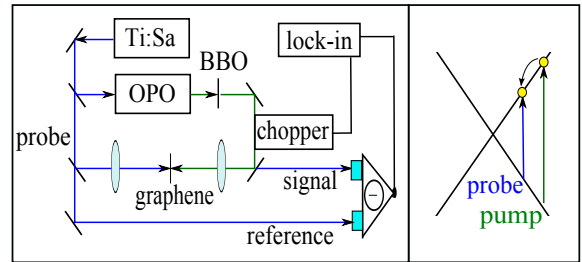 Ti:Sa
lock-in
BBO
OPO
chopper
probe
graphene
signal
−
reference
probe
pump